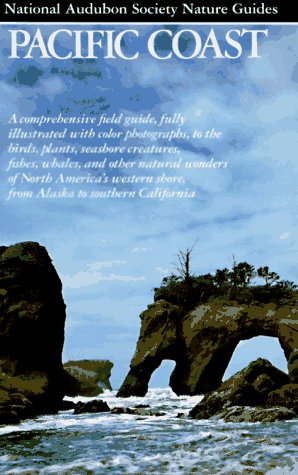 National Audubon Society Nature Guides
PACIFIC COAST
A comprehensive field guide, fully
illustrated with color photographs, to the
birds, plants, seashore creatures,
fishes, whales, and other natural wonders
of North America's western shore,
from Alaska to southern California